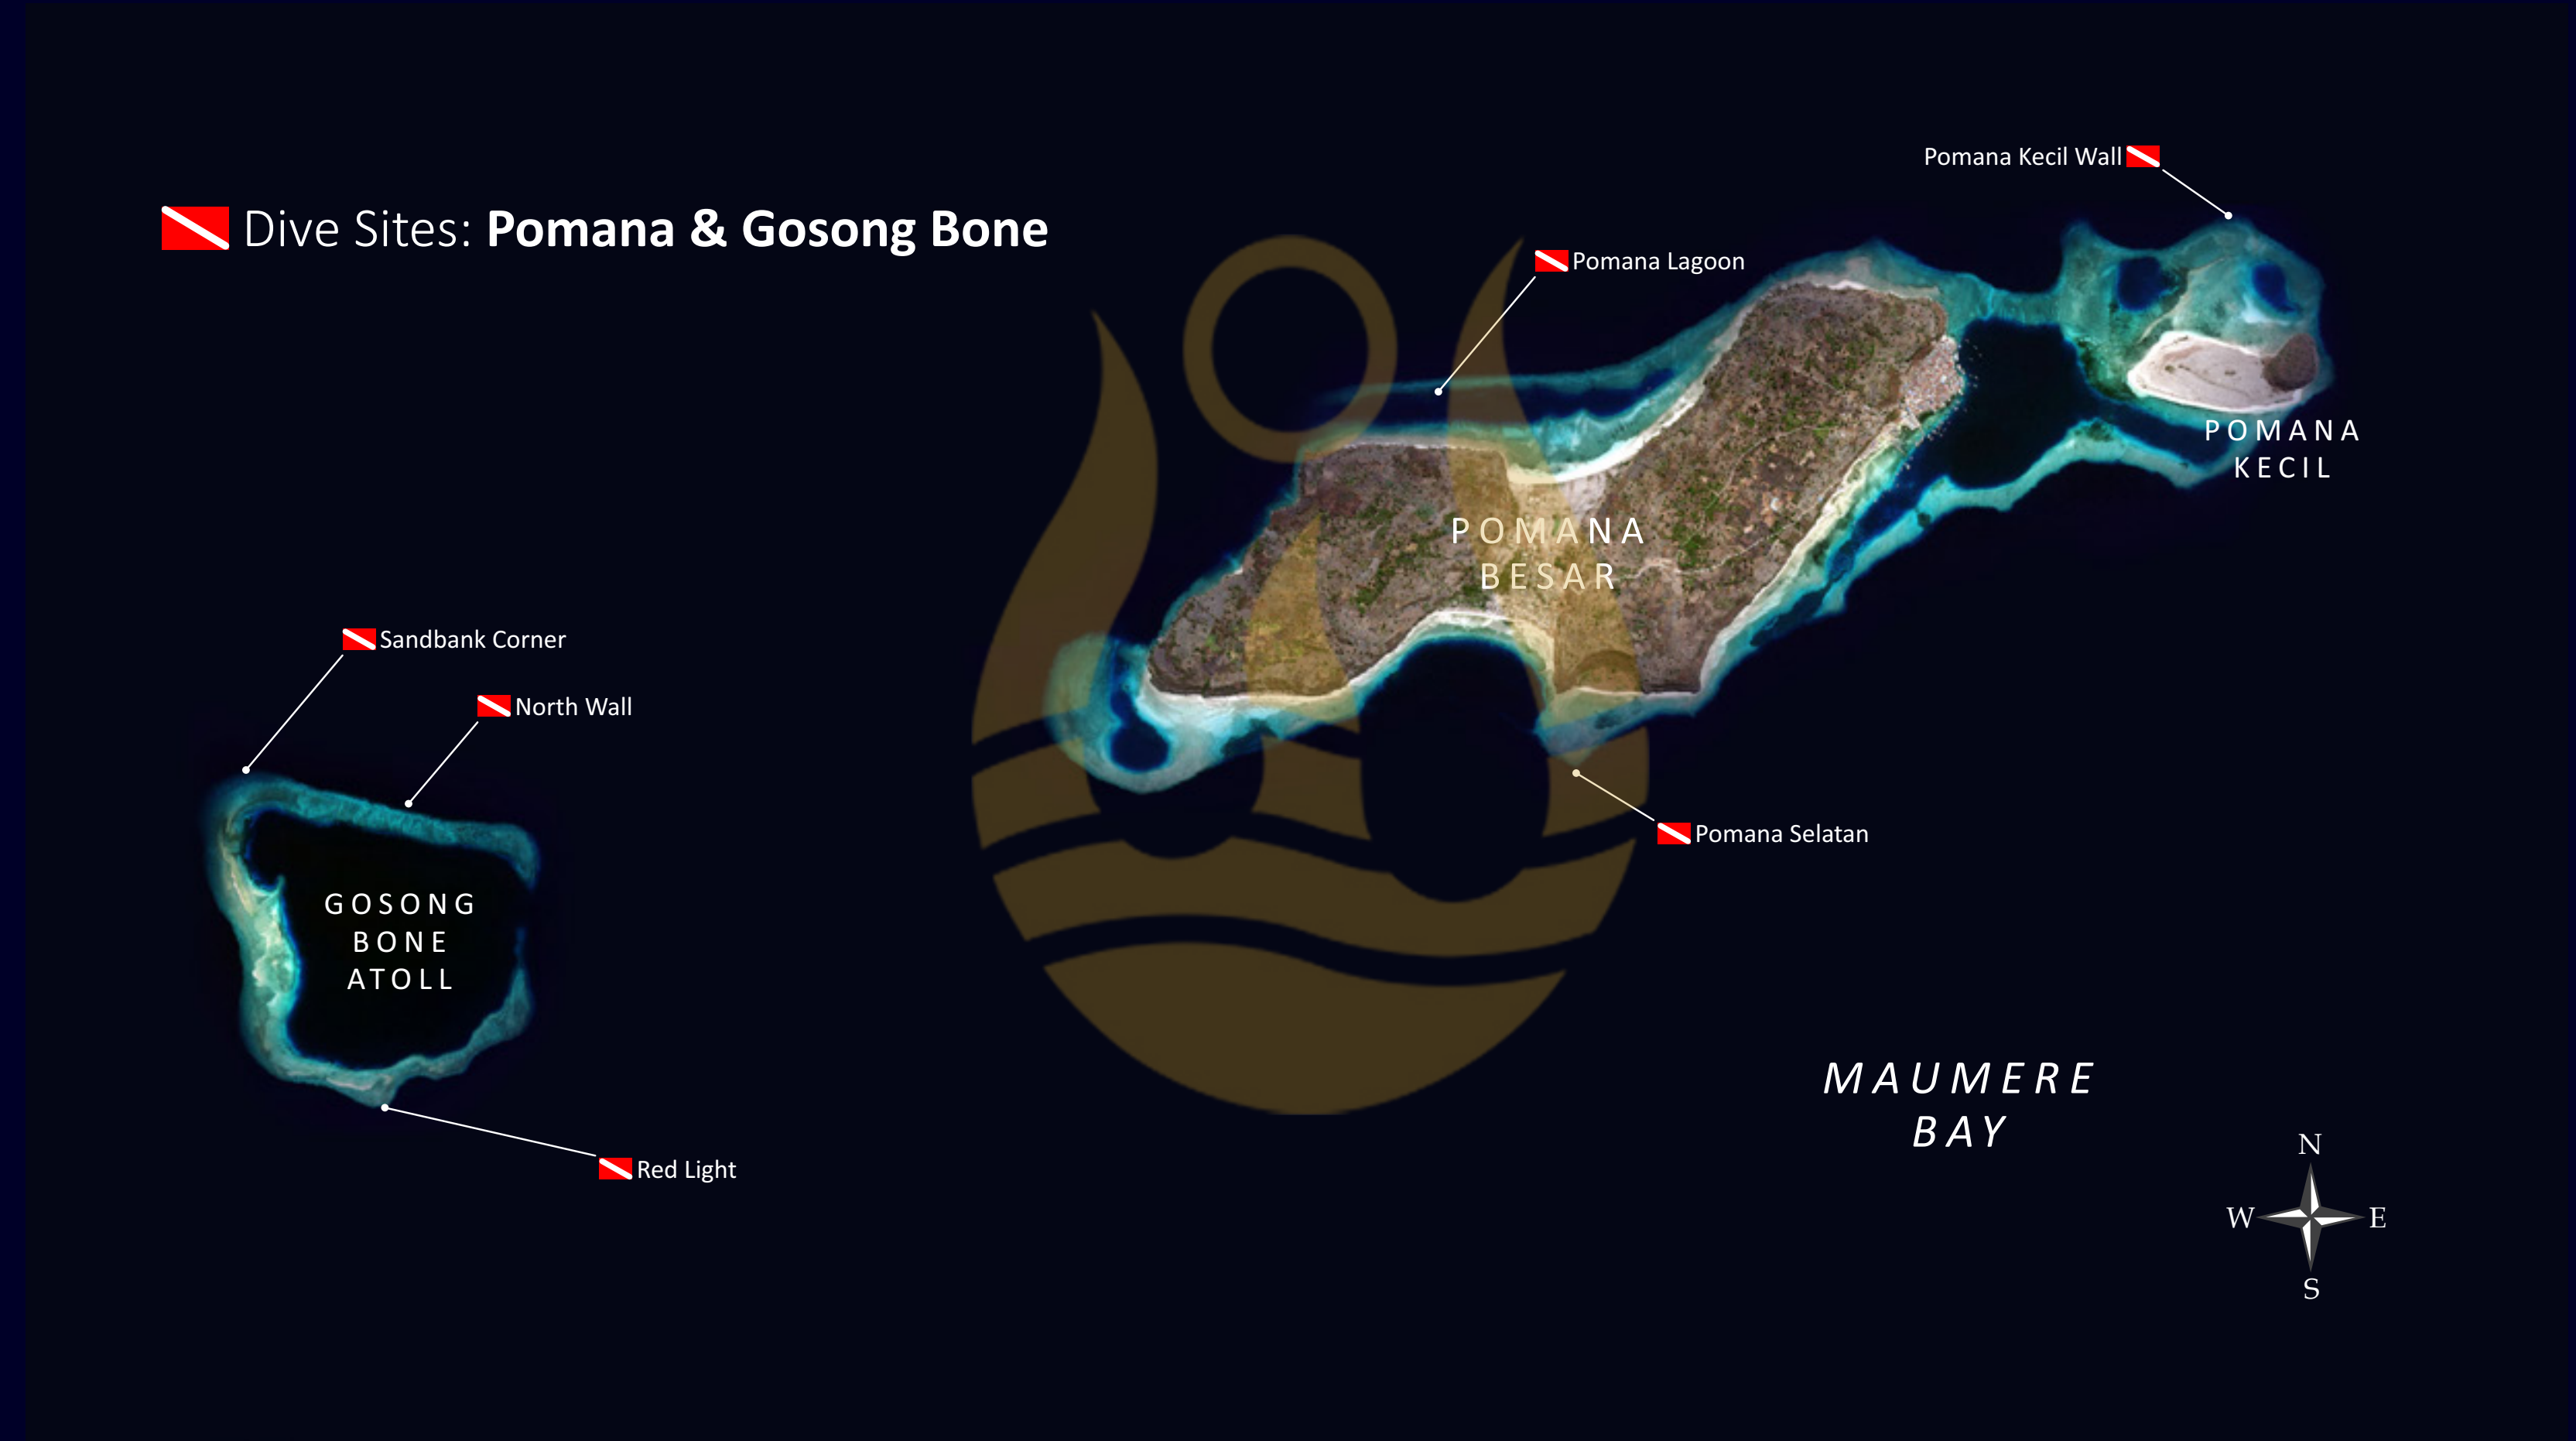 Dive Sites: Pomana & Gosong Bone
Pomana Kecil Wall
Pomana Lagoon
POMANA
KECIL
POMANA
BESAR
Sandbank Corner
North Wall
Pomana Selatan
GOSONG
BONE
ATOLL
Red Light
MAUMERE
BAY
N
W E
S